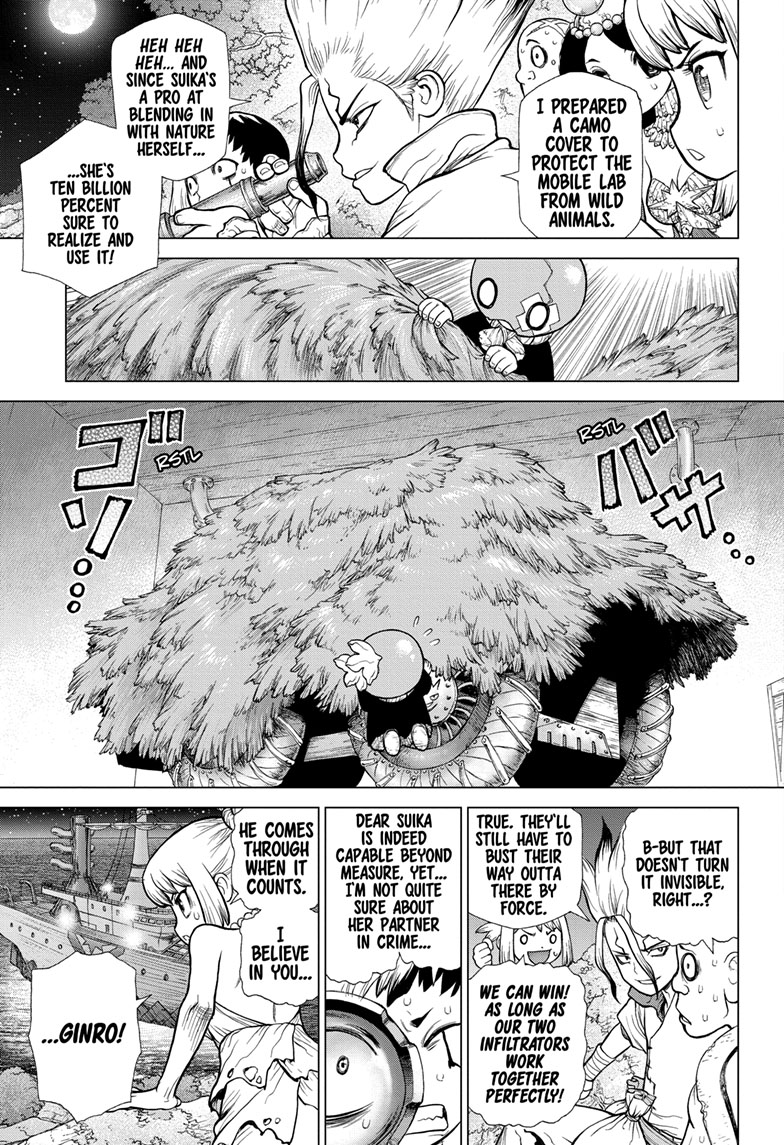 I PREPARED
A CAMO
COVER TO
PROTECT THE
MOBILE LAB
FROM WILD
ANIMALS.
HEH HEH
HEH... AND
SINCE SUIKA'S
A PRO AT
BLENDING IN
WITH NATURE
HERSELF...
...SHE'S
TEN BILLION
PERCENT
SURE TO
REALIZE AND
USE IT!
バサ...
RSTL
ゴソ...
RSTL
B-BUT THAT
DOESN'T TURN
IT INVISIBLE,
RIGHT...?
TRUE. THEY'LL
STILL HAVE TO
BUST THEIR
WAY OUTTA
THERE BY
FORCE.
WE CAN WIN!
AS LONG AS
OUR TWO
INFILTRATORS
WORK
TOGETHER
PERFECTLY!
DEAR SUIKA
IS INDEED
CAPABLE BEYOND
MEASURE, YET...
I'M NOT QUITE
SURE ABOUT
HER PARTNER
IN CRIME...
HE COMES
THROUGH
WHEN IT
COUNTS.
I
BELIEVE
IN YOU...
...GINRO!